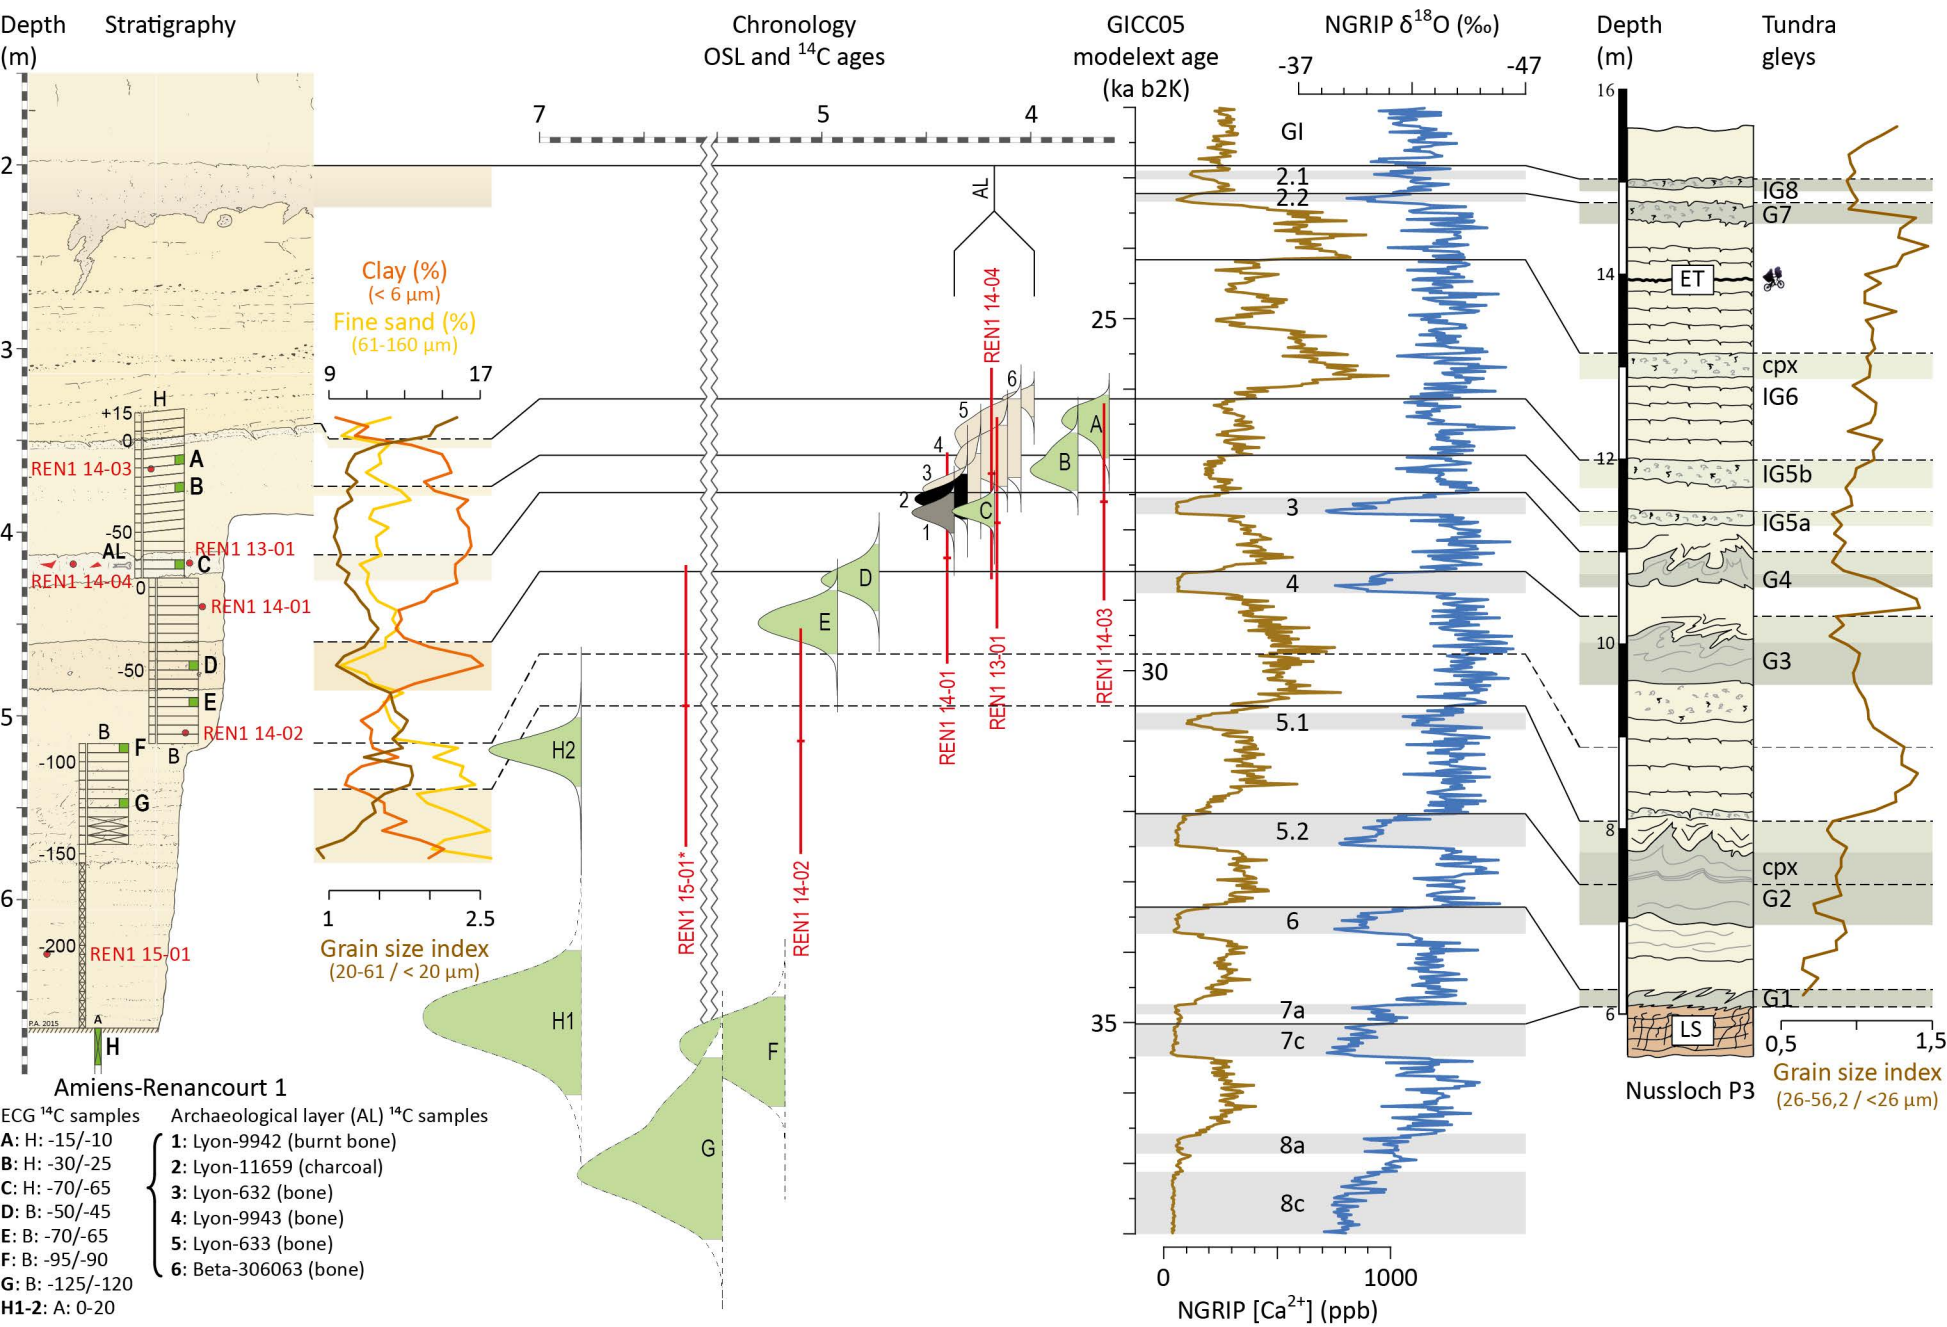 Depth
(m)
Stratigraphy
Chronology
OSL and ¹⁴C ages
GICC05
modelext age
(ka b2K)
NGRIP δ¹⁸O (‰)
-37
-47
Depth
(m)
Tundra
gleys
7
5
4
2
3
4
5
6
Clay (%)
(< 6 µm)
Fine sand (%)
(61-160 µm)
9
17
1
2.5
Grain size index
(20-61 / < 20 µm)
H
+15
0
-50
AL
0
-50
B
B
-100
-150
-200
A
A
B
C
D
E
F
G
H
REN1 14-03
REN1 13-01
REN1 14-04
REN1 14-01
REN1 14-02
REN1 15-01
P.A. 2015
AL
REN1 14-04
6
5
4
3
2
1
A
B
C
D
E
H2
H1
F
G
REN1 14-01
REN1 13-01
REN1 14-03
REN1 15-01*
REN1 14-02
25
30
35
GI
2.1
2.2
3
4
5.1
5.2
6
7a
7c
8a
8c
0
1000
NGRIP [Ca²⁺] (ppb)
16
14
12
10
8
6
ET
LS
IG8
G7
cpx
IG6
IG5b
IG5a
G4
G3
cpx
G2
G1
0,5
1,5
Nussloch P3
Grain size index
(26-56,2 / <26 µm)
Amiens-Renancourt 1
ECG ¹⁴C samples
A: H: -15/-10
B: H: -30/-25
C: H: -70/-65
D: B: -50/-45
E: B: -70/-65
F: B: -95/-90
G: B: -125/-120
H1-2: A: 0-20
Archaeological layer (AL) ¹⁴C samples
1: Lyon-9942 (burnt bone)
2: Lyon-11659 (charcoal)
3: Lyon-632 (bone)
4: Lyon-9943 (bone)
5: Lyon-633 (bone)
6: Beta-306063 (bone)